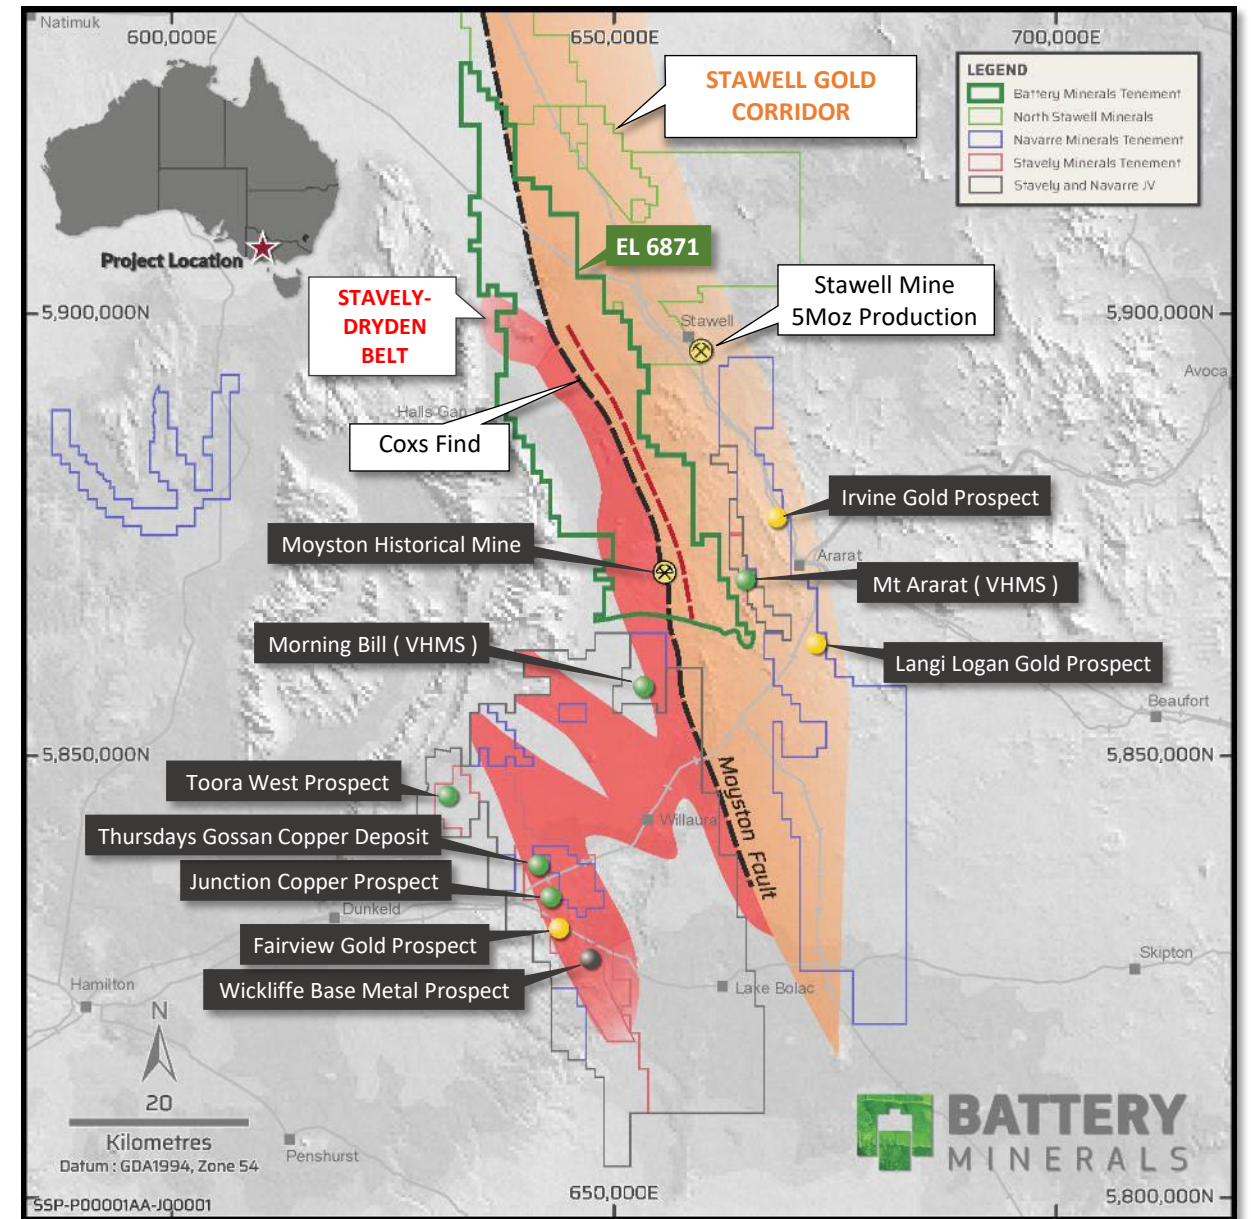 Natimuk
600,000E
650,000E
700,000E
LEGEND
Battery Minerals Tenement
North Stawell Minerals
Navarre Minerals Tenement
Stavely Minerals Tenement
Stavely and Navarre JV
STAWELL GOLD
CORRIDOR
Project Location
EL 6871
STAVELY-
DRYDEN
BELT
Stawell Mine
5Moz Production
5,900,000N
Stawell
5,900,000N
Avoca
Halls Gap
Coxs Find
Irvine Gold Prospect
Moyston Historical Mine
Ararat
Mt Ararat ( VHMS )
Morning Bill ( VHMS )
Langi Logan Gold Prospect
Beaufort
5,850,000N
5,850,000N
Moyston Fault
Toora West Prospect
Willaura
Thursdays Gossan Copper Deposit
Junction Copper Prospect
Dunkeld
Fairview Gold Prospect
Skipton
Wickliffe Base Metal Prospect
Hamilton
Lake Bolac
N
20
Kilometres
Datum : GDA1994, Zone 54
Penshurst
BATTERY
MINERALS
650,000E
5,800,000N
SSP-P00001AA-J00001